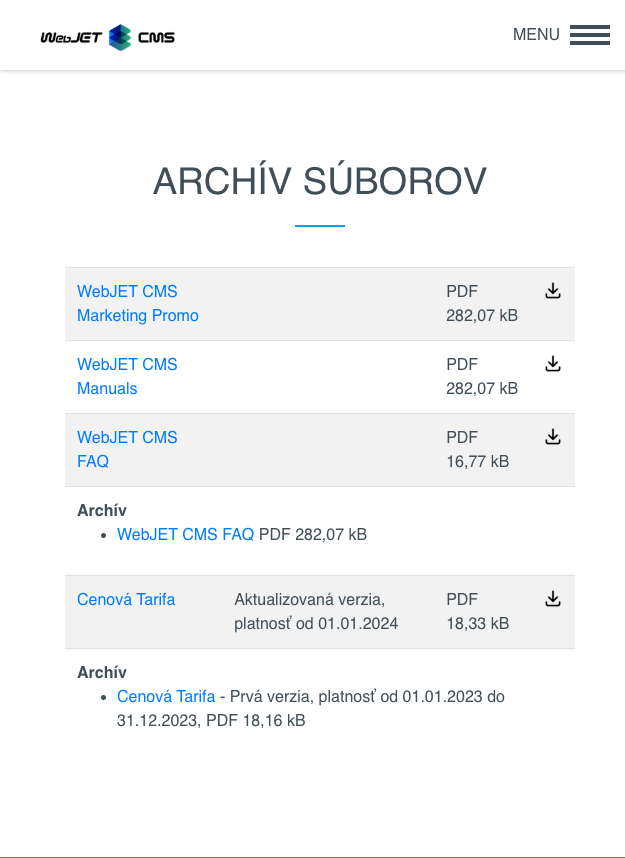 WebJET CMS
MENU
ARCHÍV SÚBOROV
WebJET CMS
Marketing Promo
PDF
282,07 kB
WebJET CMS
Manuals
PDF
282,07 kB
WebJET CMS
FAQ
PDF
16,77 kB
Archív
• WebJET CMS FAQ PDF 282,07 kB
Cenová Tarifa
Aktualizovaná verzia,
platnosť od 01.01.2024
PDF
18,33 kB
Archív
• Cenová Tarifa - Prvá verzia, platnosť od 01.01.2023 do
31.12.2023, PDF 18,16 kB